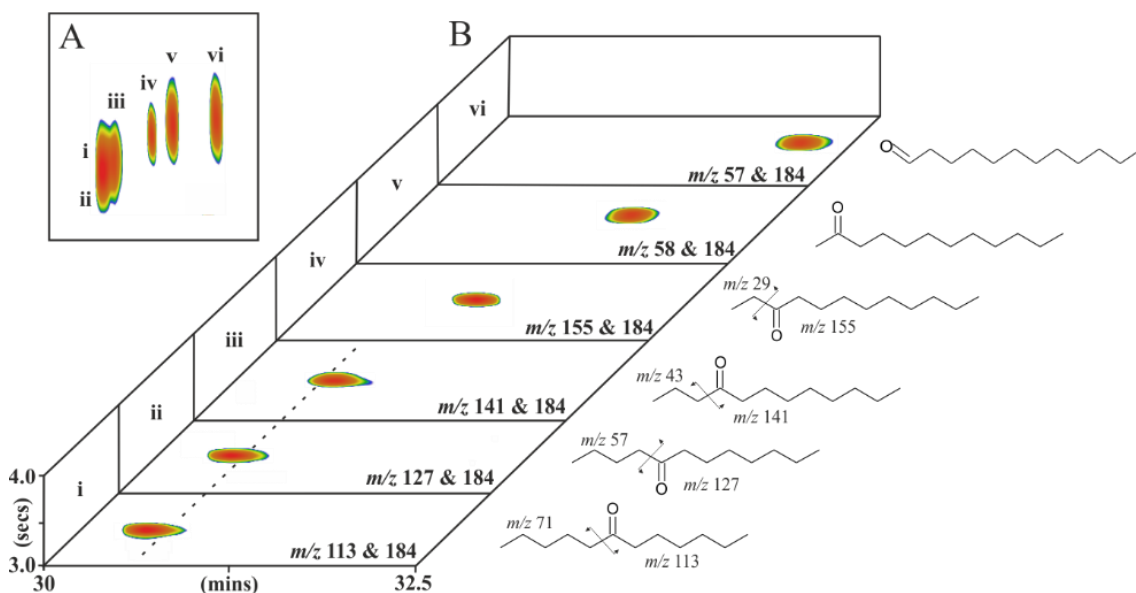 A
B
vi
v
iv
iii
i
ii
vi
m/z 57 & 184
O
v
m/z 58 & 184
O
iv
m/z 155 & 184
m/z 29
O
m/z 155
iii
m/z 141 & 184
m/z 43
O
m/z 141
ii
m/z 127 & 184
m/z 57
O
m/z 127
i
m/z 113 & 184
m/z 71
O
m/z 113
4.0
(secs)
3.0
30
(mins)
32.5